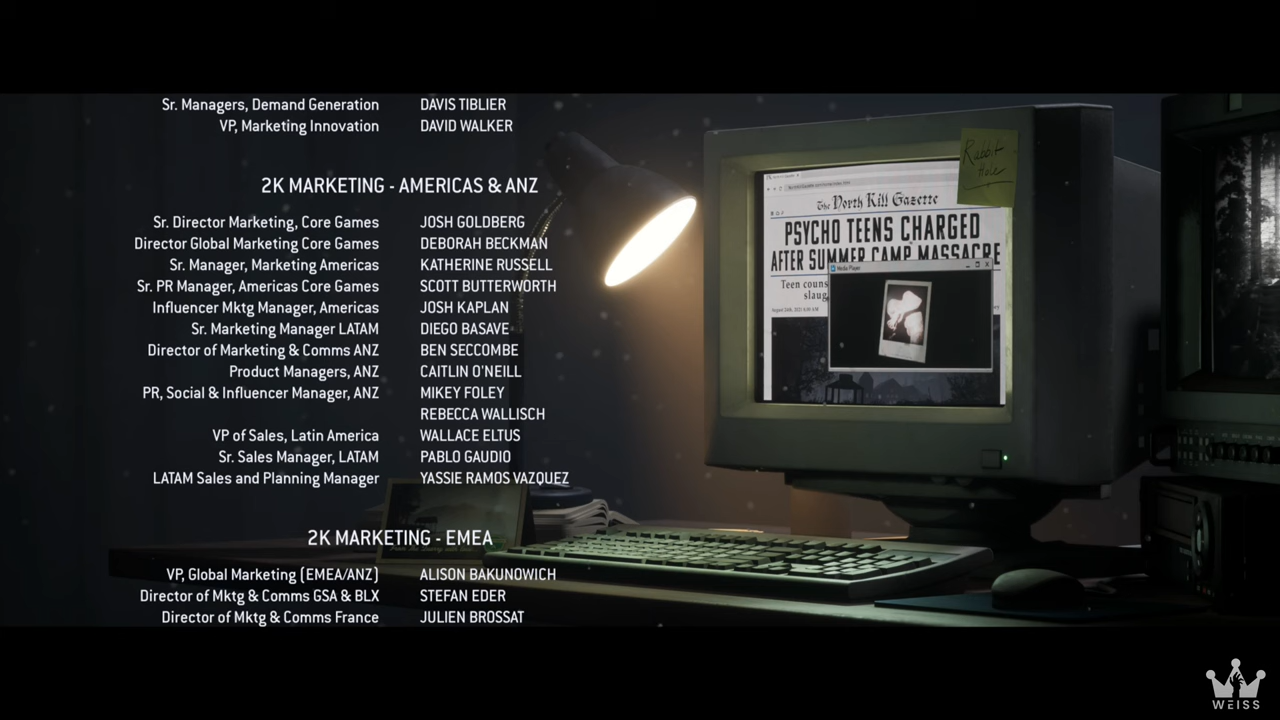 Sr. Managers, Demand Generation DAVIS TIBLIER
VP, Marketing Innovation DAVID WALKER
2K MARKETING - AMERICAS & ANZ
Sr. Director Marketing, Core Games JOSH GOLDBERG
Director Global Marketing Core Games DEBORAH BECKMAN
Sr. Manager, Marketing Americas KATHERINE RUSSELL
Sr. PR Manager, Americas Core Games SCOTT BUTTERWORTH
Influencer Mktg Manager, Americas JOSH KAPLAN
Sr. Marketing Manager LATAM DIEGO BASAVE
Director of Marketing & Comms ANZ BEN SECCOMBE
Product Managers, ANZ CAITLIN O'NEILL
PR, Social & Influencer Manager, ANZ MIKEY FOLEY
REBECCA WALLISCH
VP of Sales, Latin America WALLACE ELTUS
Sr. Sales Manager, LATAM PABLO GAUDIO
LATAM Sales and Planning Manager YASSIE RAMOS VAZQUEZ
2K MARKETING - EMEA
VP, Global Marketing (EMEA/ANZ) ALISON BAKUNOWICH
Director of Mktg & Comms GSA & BLX STEFAN EDER
Director of Mktg & Comms France JULIEN BROSSAT
Rabbit
Hole
The North Kill Gazette
PSYCHO TEENS CHARGED
AFTER SUMMER CAMP MASSACRE
Media Player
Teen couns
slaug
WEISS